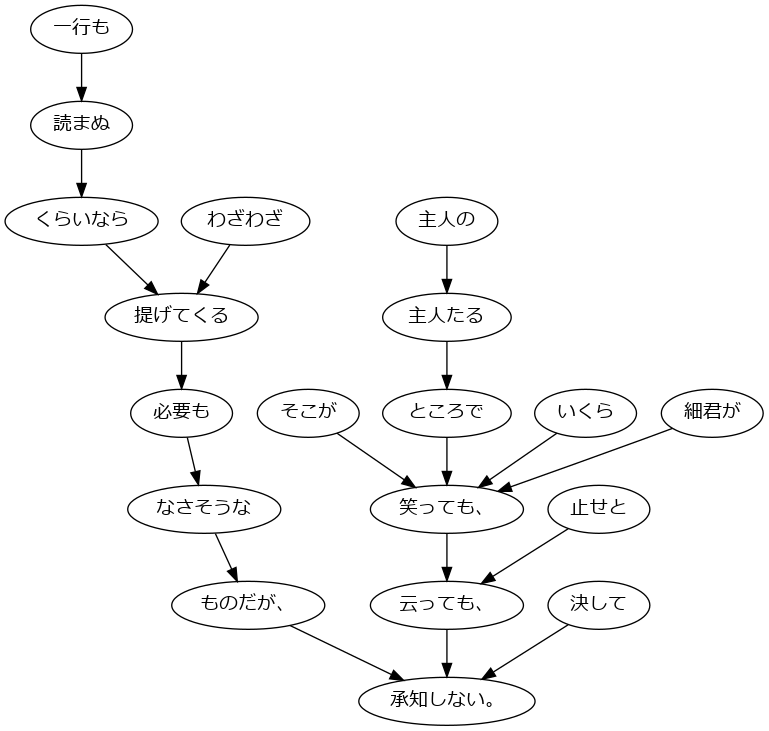 一行も
読まぬ
くらいなら
わざわざ
主人の
提げてくる
主人たる
必要も
そこが
ところで
いくら
細君が
なさそうな
笑っても、
止せと
ものだが、
云っても、
決して
承知しない。